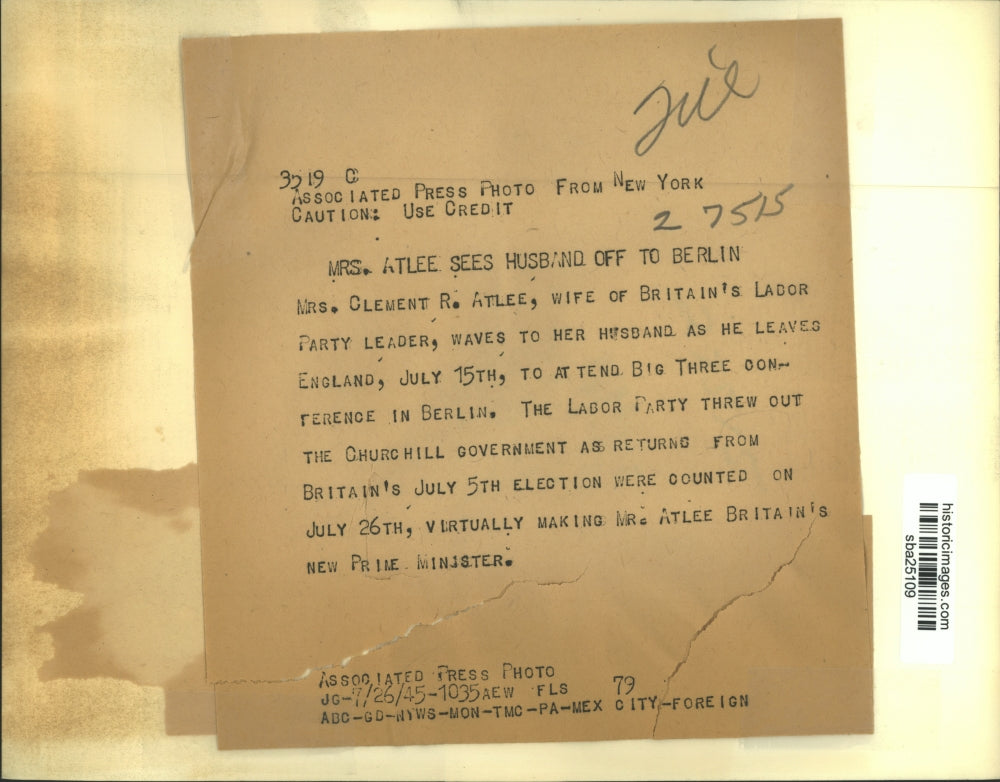 file
3519 G
ASSOCIATED PRESS PHOTO FROM NEW YORK
CAUTION: USE CREDIT
2 7515
MRS. ATLEE SEES HUSBAND OFF TO BERLIN
MRS. CLEMENT R. ATLEE, WIFE OF BRITAIN'S LABOR
PARTY LEADER, WAVES TO HER HUSBAND AS HE LEAVES
ENGLAND, JULY 15TH, TO ATTEND BIG THREE CON-
FERENCE IN BERLIN. THE LABOR PARTY THREW OUT
THE CHURCHILL GOVERNMENT AS RETURNS FROM
BRITAIN'S JULY 5TH ELECTION WERE COUNTED ON
JULY 26TH, VIRTUALLY MAKING MR. ATLEE BRITAIN'S
NEW PRIME MINISTER.
ASSOCIATED PRESS PHOTO
JG-7/26/45-1035AEW FLS 79
ABC-GD-NYWS-MON-TMC-PA-MEX CITY-FOREIGN
historicimages.com
sba25109